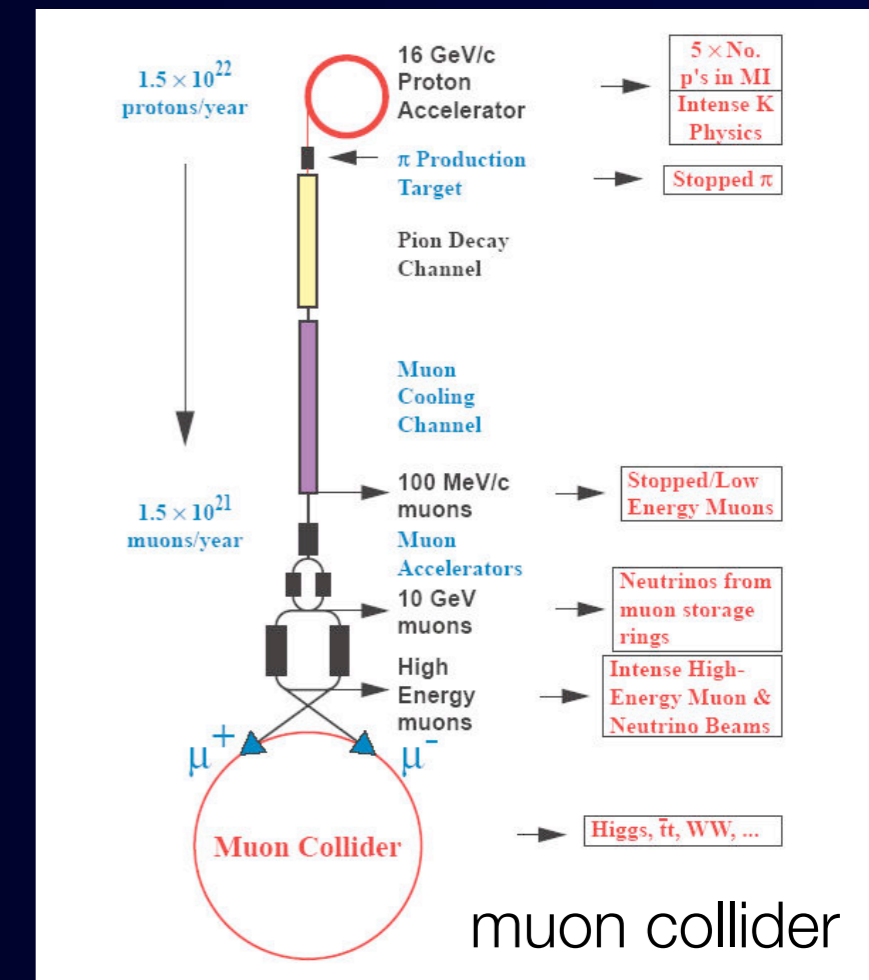 1.5 × 10²²
protons/year
16 GeV/c
Proton
Accelerator
5 × No.
p's in MI
Intense K
Physics
π Production
Target
Stopped π
Pion Decay
Channel
Muon
Cooling
Channel
100 MeV/c
muons
Stopped/Low
Energy Muons
1.5 × 10²¹
muons/year
Muon
Accelerators
10 GeV
muons
Neutrinos from
muon storage
rings
High
Energy
muons
Intense High-
Energy Muon &
Neutrino Beams
μ⁺
μ⁻
Muon Collider
Higgs, t̄t, WW, ...
muon collider